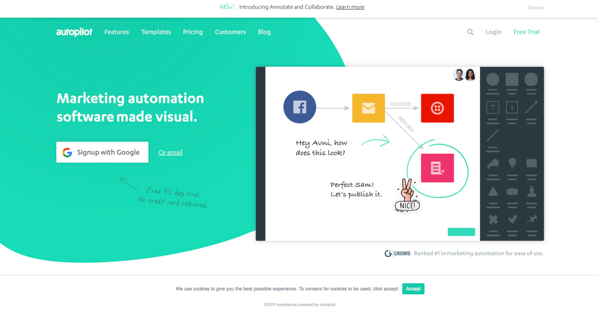 NEW! Introducing Annotate and Collaborate. Learn more
Dismiss
autopilot Features Templates Pricing Customers Blog
Login Free Trial
Marketing automation
software made visual.
Signup with Google
Or email
Free 30 day trial.
No credit card required.
CLICKED
REPLIED
Hey Avni, how
does this look?
Perfect Sam!
Let's publish it.
NICE!
G CROWD Ranked #1 in marketing automation for ease of use.
We use cookies to give you the best possible experience. To consent for cookies to be used, click accept.
Accept
GDPR compliance powered by Autopilot